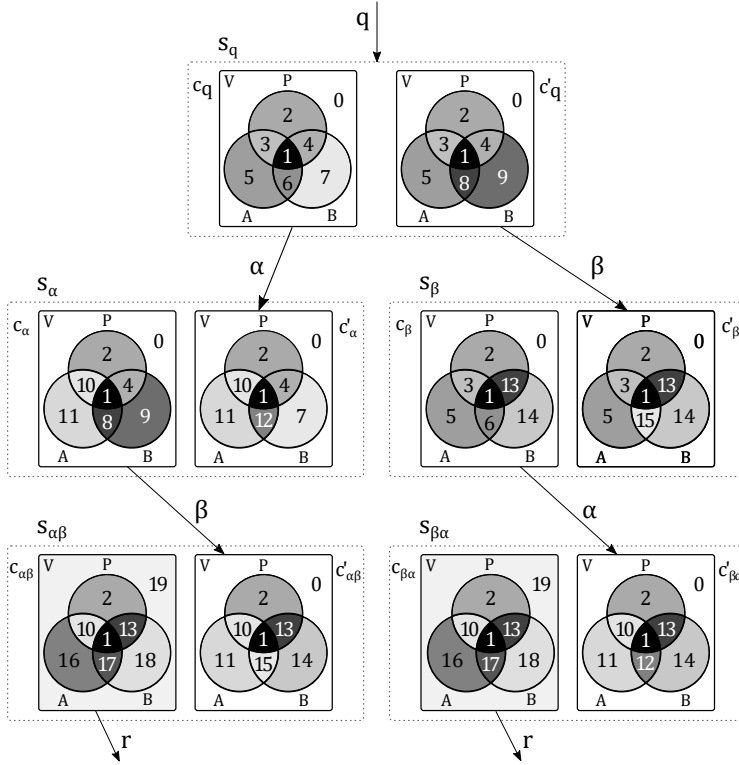 q
s_q
c_q V P 0 V P 0 c'_q
2 2
3 4 3 4
1 1
5 6 7 5 8 9
A B A B
α β
s_α s_β
c_α V P 0 V P 0 c'_α c_β V P 0 V P 0 c'_β
2 2 2 2
10 4 10 4 3 13 3 13
1 1 1 1
11 8 9 11 12 7 5 6 14 5 15 14
A B A B A B A B
β α
s_αβ s_βα
c_αβ V P 19 V P 0 c'_αβ c_βα V P 19 V P 0 c'_βα
2 2 2 2
10 13 10 13 10 13 10 13
1 1 1 1
16 17 18 11 15 14 16 17 18 11 12 14
A B A B A B A B
r r